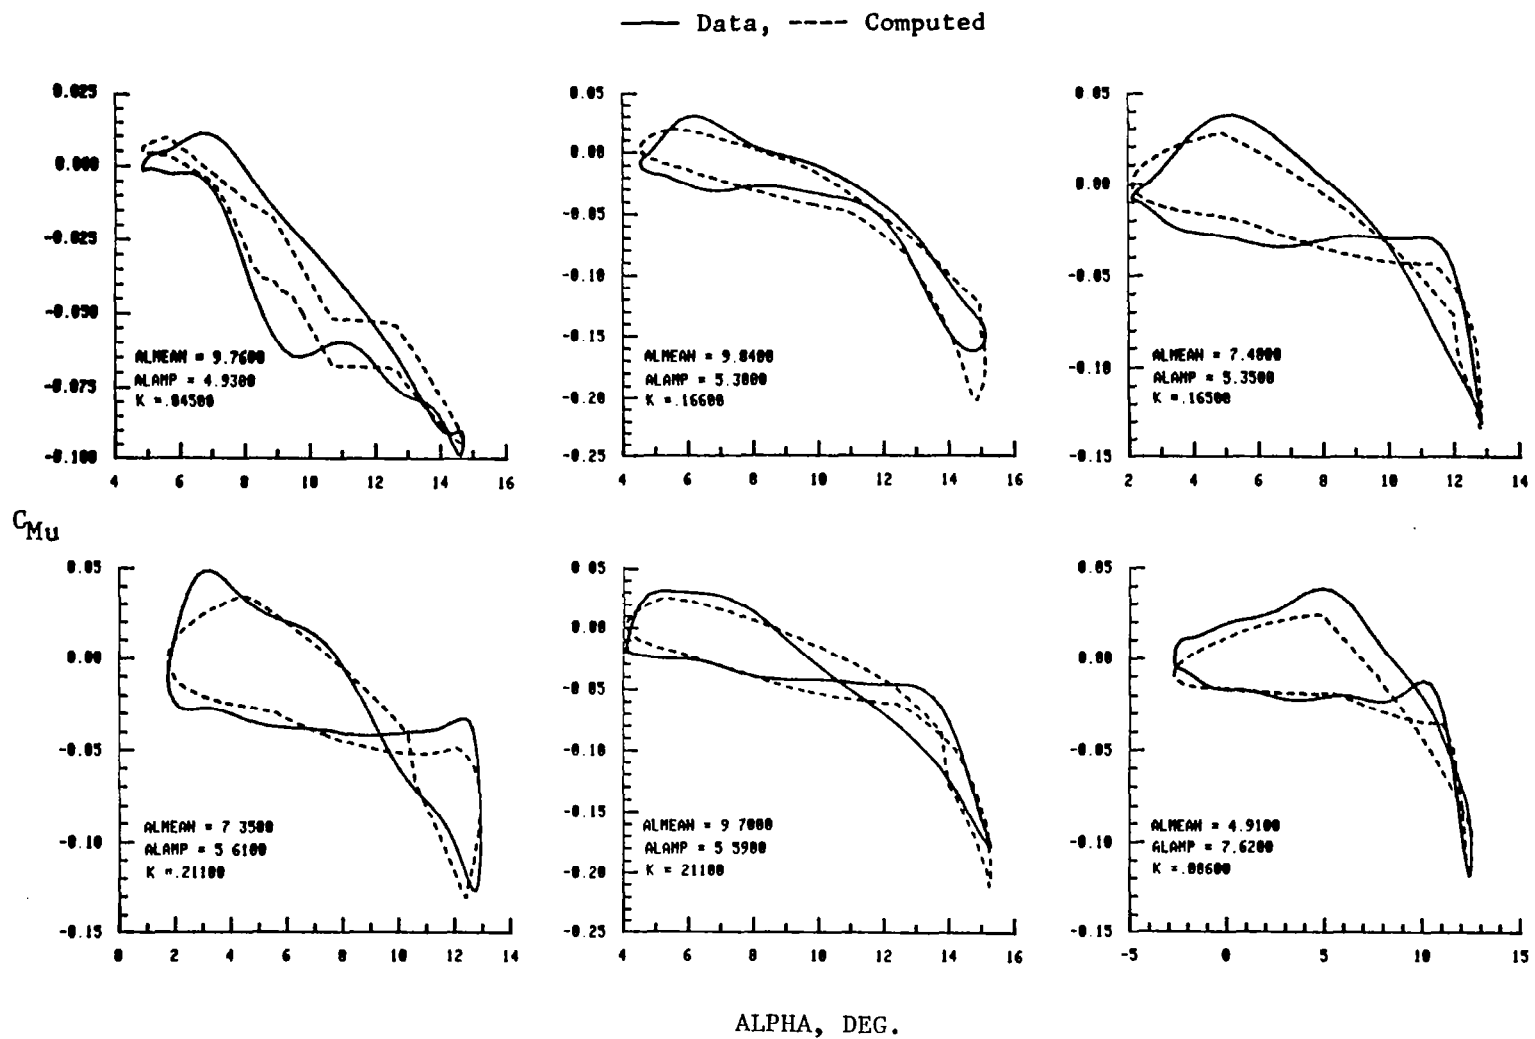 Data, Computed
0.025
0.000
-0.025
-0.050
-0.075
-0.100
ALMEAN = 9.7600
ALAMP = 4.9300
K =.04500
4 6 8 10 12 14 16
0.05
0.00
-0.05
-0.10
-0.15
-0.20
-0.25
ALMEAN = 9.8400
ALAMP = 5.3800
K =.16600
4 6 8 10 12 14 16
0.05
0.00
-0.05
-0.10
-0.15
ALMEAN = 7.4800
ALAMP = 5.3500
K =.16500
2 4 6 8 10 12 14
CMu
0.05
0.00
-0.05
-0.10
-0.15
ALMEAN = 7 3500
ALAMP = 5 6100
K =.21100
0 2 4 6 8 10 12 14
0.05
0.00
-0.05
-0.10
-0.15
-0.20
-0.25
ALMEAN = 9 7000
ALAMP = 5 5900
K = 21100
4 6 8 10 12 14 16
0.05
0.00
-0.05
-0.10
-0.15
ALMEAN = 4.9100
ALAMP = 7.6200
K =.08600
-5 0 5 10 15
ALPHA, DEG.